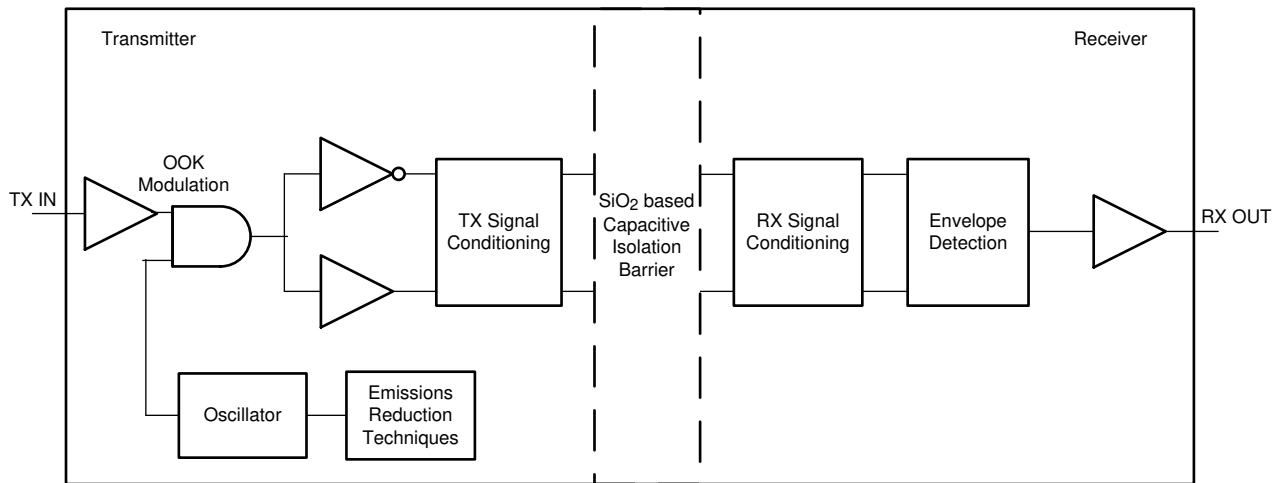 Transmitter
Receiver
OOK
Modulation
TX IN
TX Signal
Conditioning
SiO2 based
Capacitive
Isolation
Barrier
RX Signal
Conditioning
Envelope
Detection
RX OUT
Oscillator
Emissions
Reduction
Techniques